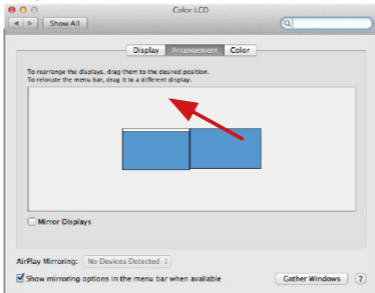 Color LCD
Show All
Display Arrangement Color
To rearrange the displays, drag them to the desired position.
To relocate the menu bar, drag it to a different display.
Mirror Displays
AirPlay Mirroring: No Devices Detected
Show mirroring options in the menu bar when available
Gather Windows ?